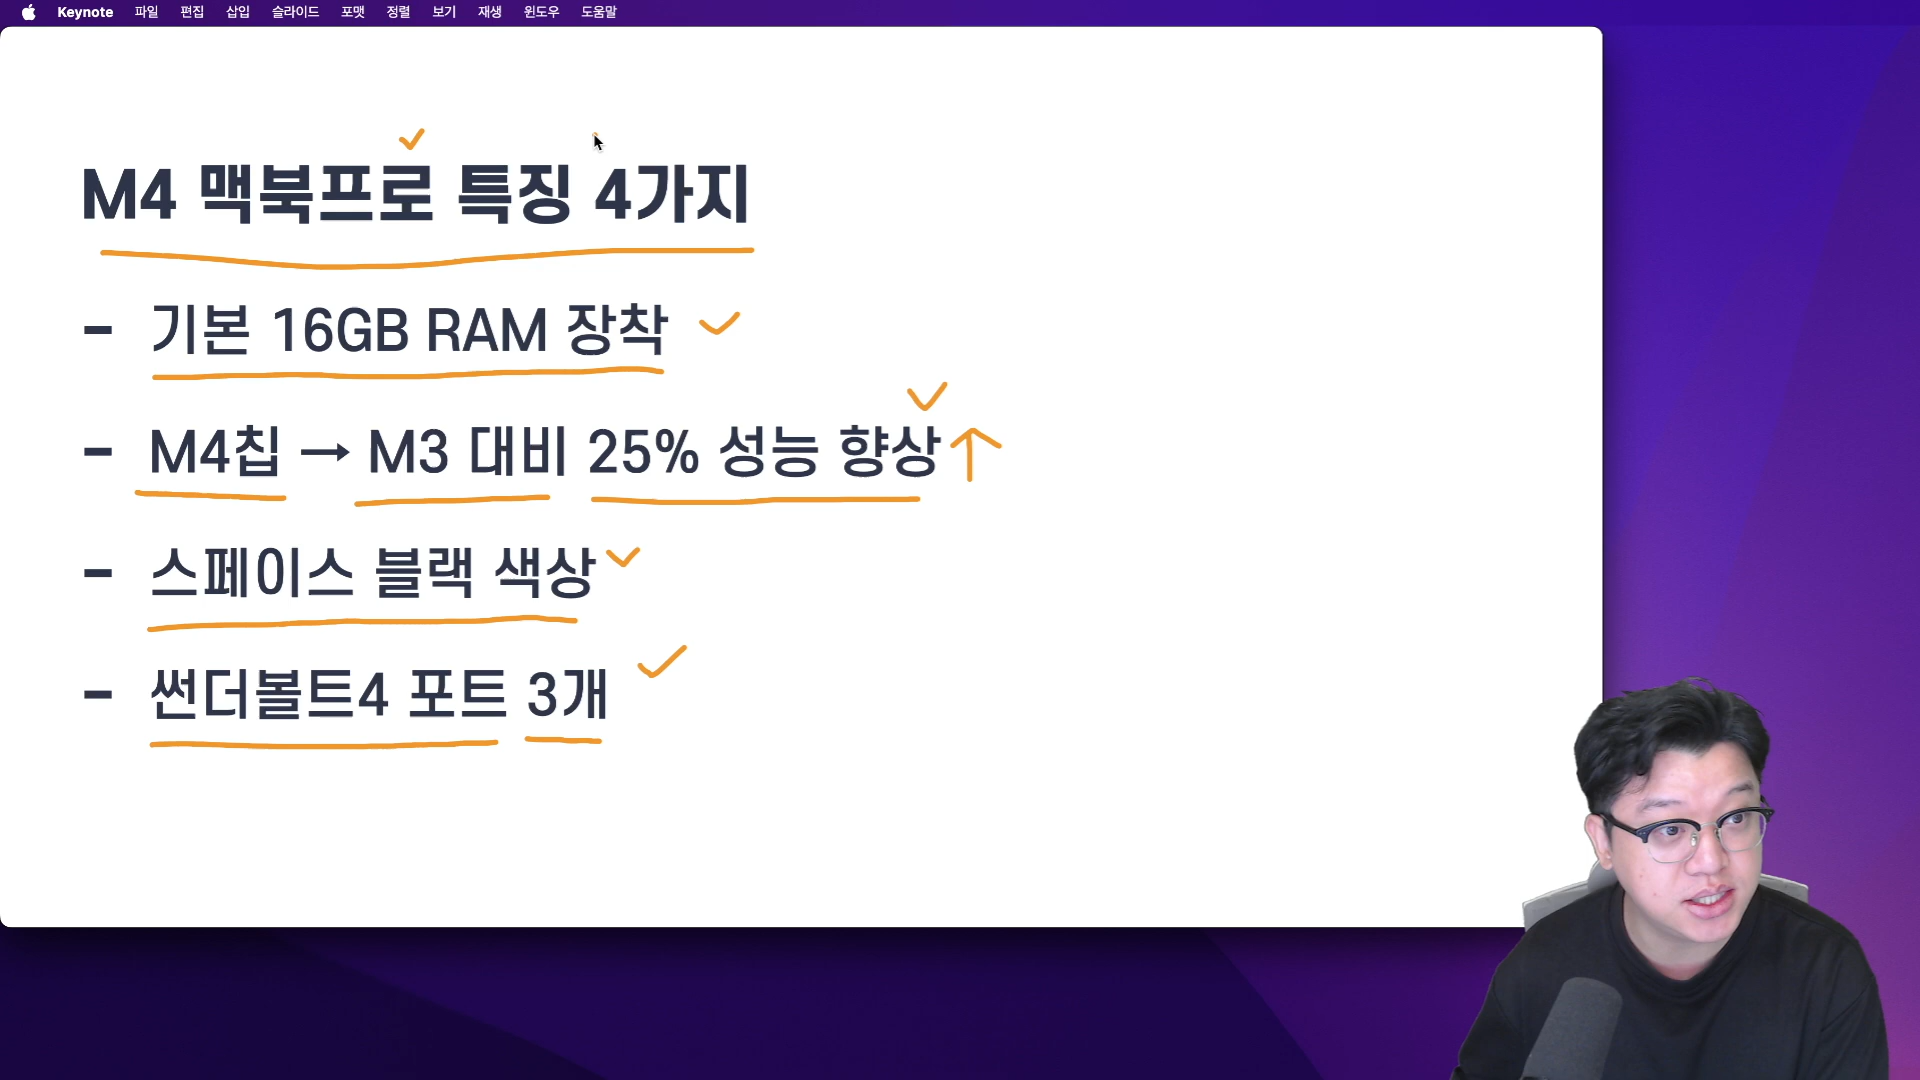 Keynote 파일 편집 삽입 슬라이드 포맷 정렬 보기 재생 윈도우 도움말
M4 맥북프로 특징 4가지
- 기본 16GB RAM 장착
- M4칩 → M3 대비 25% 성능 향상
- 스페이스 블랙 색상
- 썬더볼트4 포트 3개